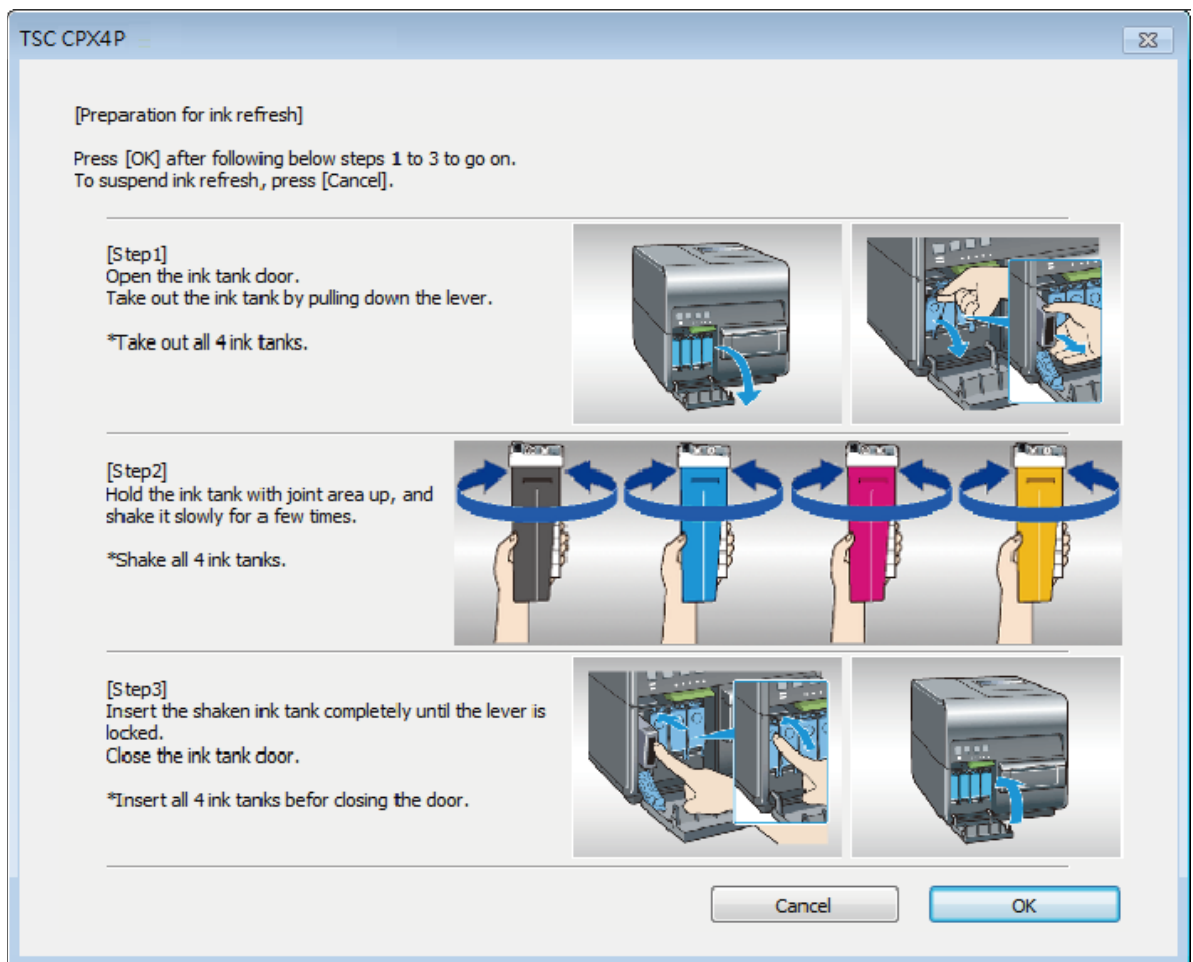 TSC CPX4P
[Preparation for ink refresh]
Press [OK] after following below steps 1 to 3 to go on.
To suspend ink refresh, press [Cancel].
[Step1]
Open the ink tank door.
Take out the ink tank by pulling down the lever.
*Take out all 4 ink tanks.
[Step2]
Hold the ink tank with joint area up, and
shake it slowly for a few times.
*Shake all 4 ink tanks.
[Step3]
Insert the shaken ink tank completely until the lever is
locked.
Close the ink tank door.
*Insert all 4 ink tanks befor closing the door.
Cancel
OK